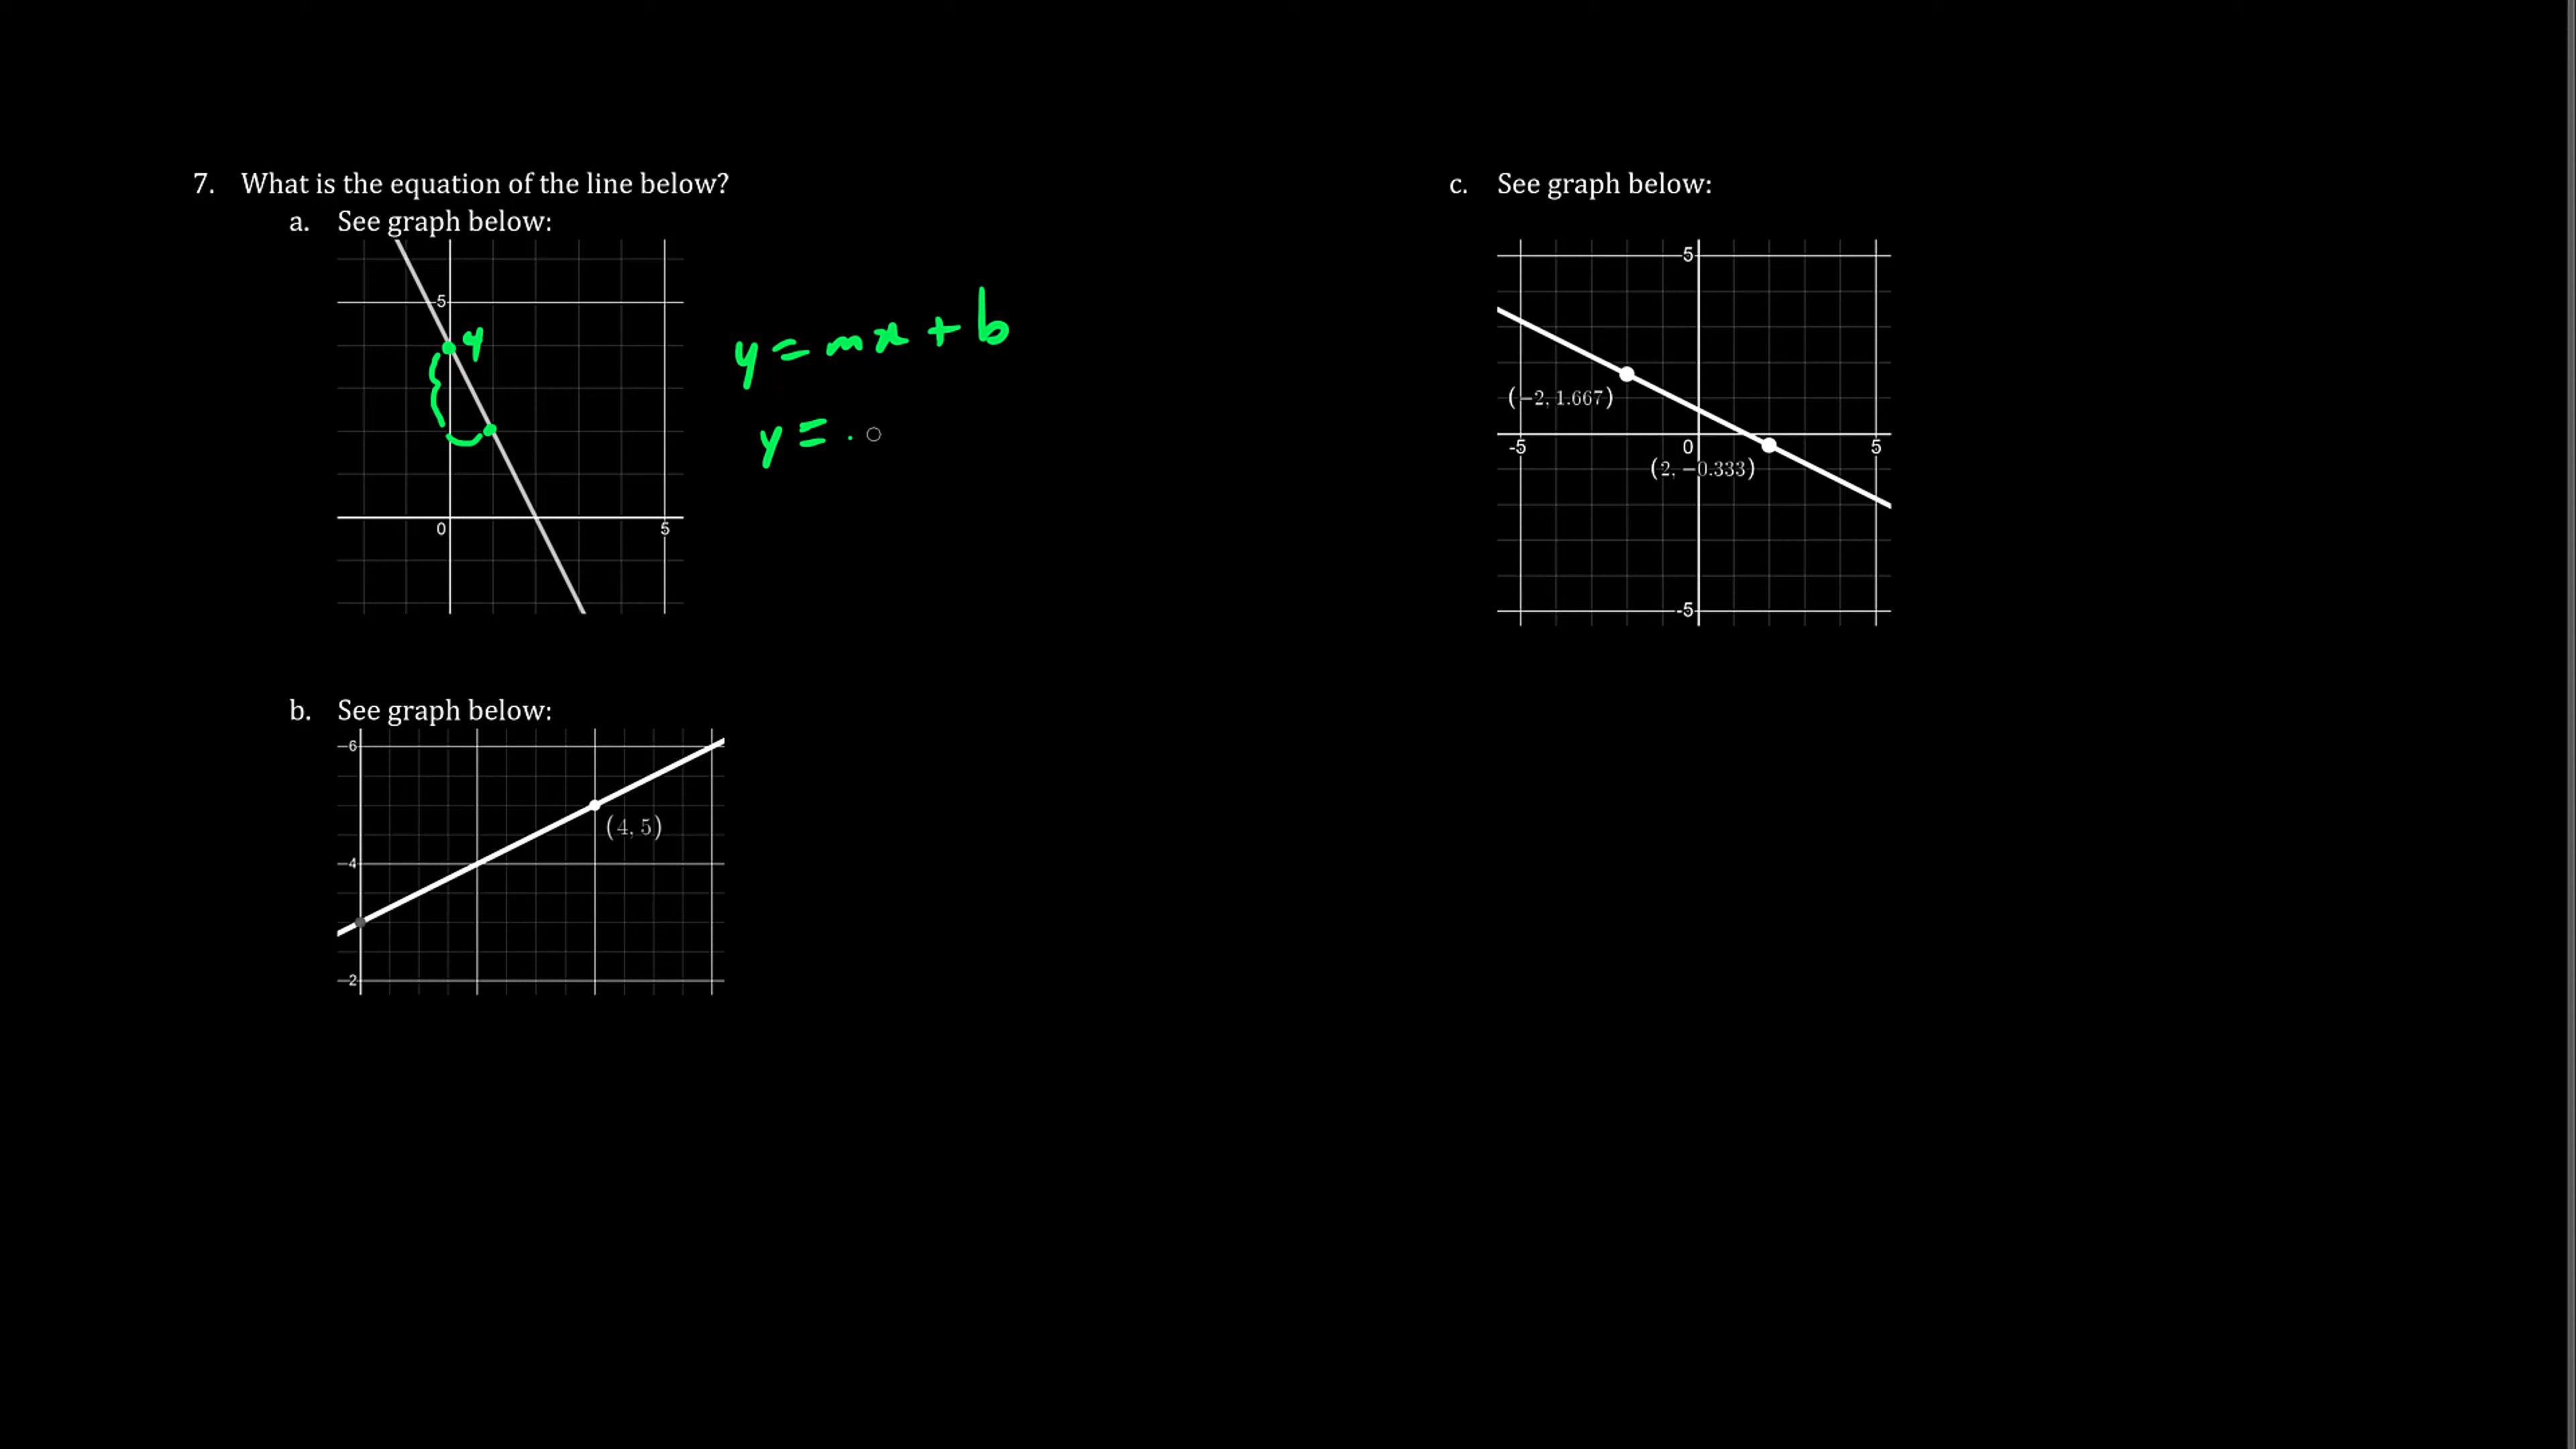 7. What is the equation of the line below?
a. See graph below:
5
4
0
5
y = mx + b
y = .
b. See graph below:
6
(4, 5)
4
2
c. See graph below:
5
(−2, 1.667)
-5
0
5
(2, −0.333)
-5